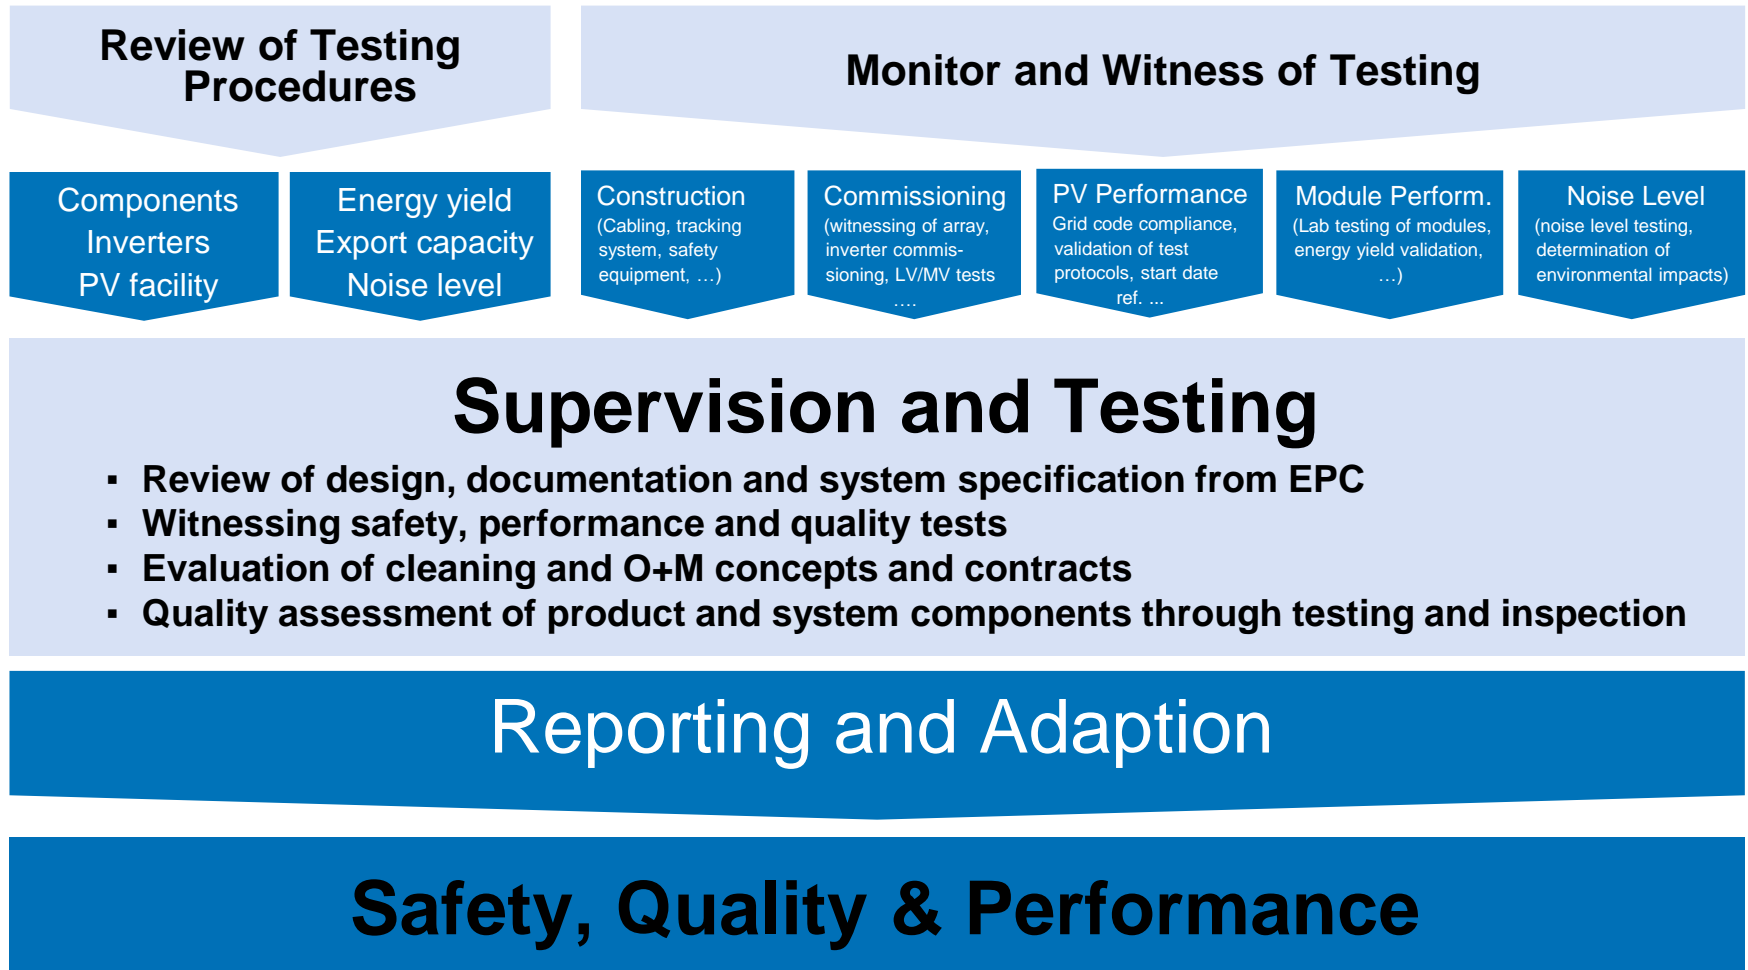 Review of Testing
Procedures
Monitor and Witness of Testing
Components
Inverters
PV facility
Energy yield
Export capacity
Noise level
Construction
(Cabling, tracking
system, safety
equipment, …)
Commissioning
(witnessing of array,
inverter commis-
sioning, LV/MV tests
….
PV Performance
Grid code compliance,
validation of test
protocols, start date
ref. ...
Module Perform.
(Lab testing of modules,
energy yield validation,
…)
Noise Level
(noise level testing,
determination of
environmental impacts)
Supervision and Testing
▪ Review of design, documentation and system specification from EPC
▪ Witnessing safety, performance and quality tests
▪ Evaluation of cleaning and O+M concepts and contracts
▪ Quality assessment of product and system components through testing and inspection
Reporting and Adaption
Safety, Quality & Performance